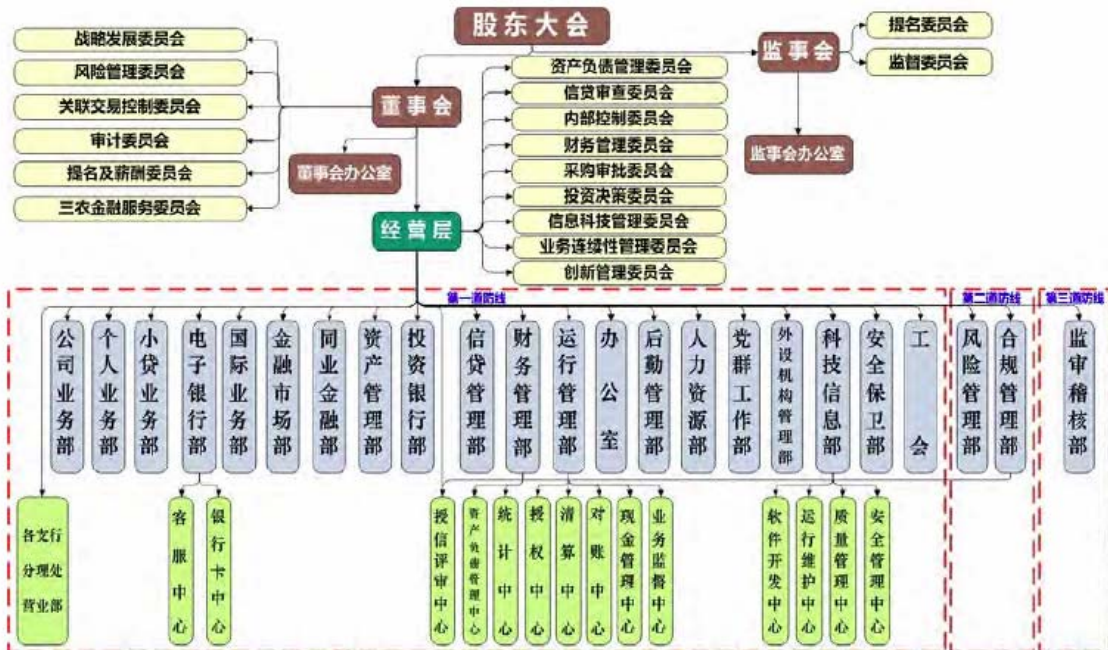 股东大会
战略发展委员会
风险管理委员会
关联交易控制委员会
审计委员会
提名及薪酬委员会
三农金融服务委员会
董事会
董事会办公室
经营层
资产负债管理委员会
信贷审查委员会
内部控制委员会
财务管理委员会
采购审批委员会
投资决策委员会
信息科技管理委员会
业务连续性管理委员会
创新管理委员会
监事会
提名委员会
监督委员会
监事会办公室
第一道防线
第二道防线
第三道防线
公司业务部
个人业务部
小贷业务部
电子银行部
国际业务部
金融市场部
同业金融部
资产管理部
投资银行部
信贷管理部
财务管理部
运行管理部
办公室
后勤管理部
人力资源部
党群工作部
外设机构管理部
科技信息部
安全保卫部
工会
风险管理部
合规管理部
监审稽核部
各支行
分理处
营业部
客服中心
银行卡中心
授信评审中心
资产负债管理中心
统计中心
授权中心
清算中心
对账中心
现金管理中心
业务监督中心
软件开发中心
运行维护中心
质量管理中心
安全管理中心